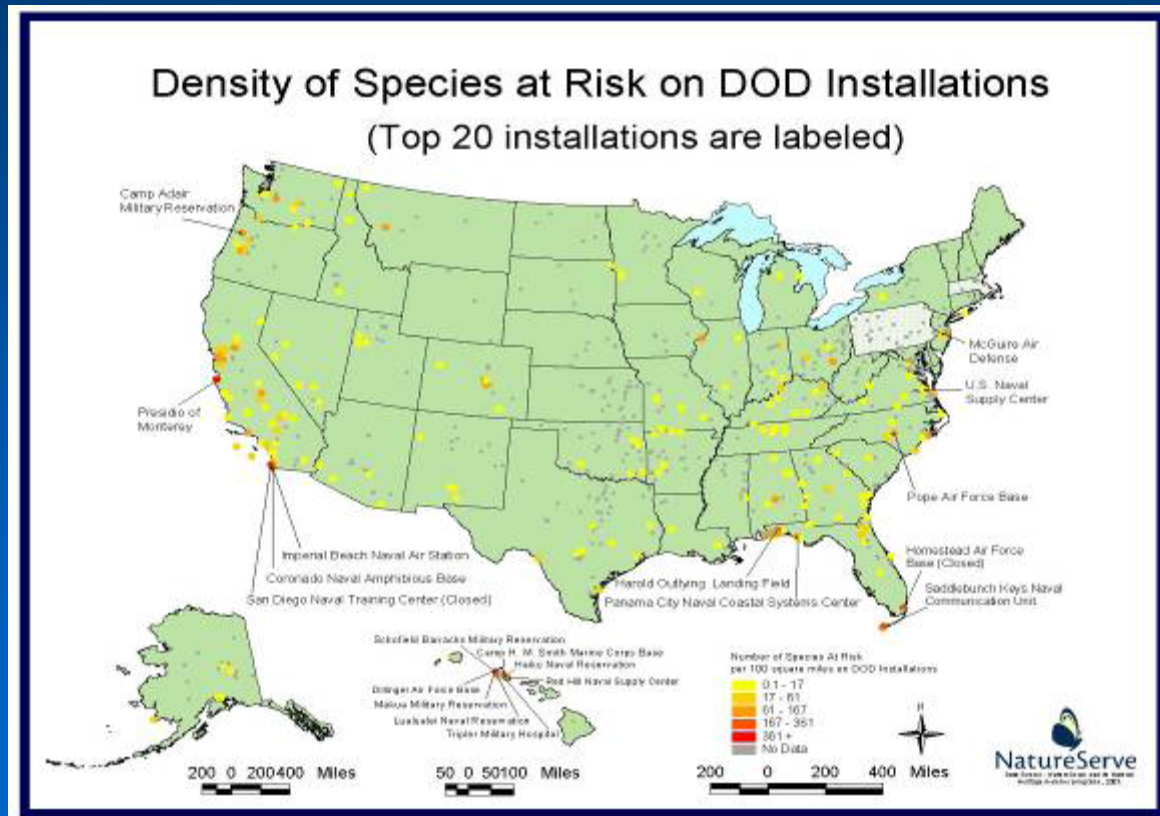 Density of Species at Risk on DOD Installations
(Top 20 installations are labeled)
Camp Adair
Military Reservation
McGuire Air
Defense
U.S. Naval
Supply Center
Presidio of
Monterey
Pope Air Force Base
Imperial Beach Naval Air Station
Coronado Naval Amphibious Base
San Diego Naval Training Center (Closed)
Harold Outlying Landing Field
Panama City Naval Coastal Systems Center
Homestead Air Force
Base (Closed)
Saddlebunch Keys Naval
Communication Unit
Schofield Barracks Military Reservation
Camp H. M. Smith Marine Corps Base
Naval Reservation
Red Hill Naval Supply Center
Air Force Base
Makua Military Reservation
Lualualei Naval Reservation
Tripler Military Hospital
Number of Species At Risk
per 100 square miles on DOD Installations
0.1 - 17
17 - 61
61 - 167
167 - 361
361 +
No Data
N
200 0 200 400 Miles
50 0 50 100 Miles
200 0 200 400 Miles
NatureServe